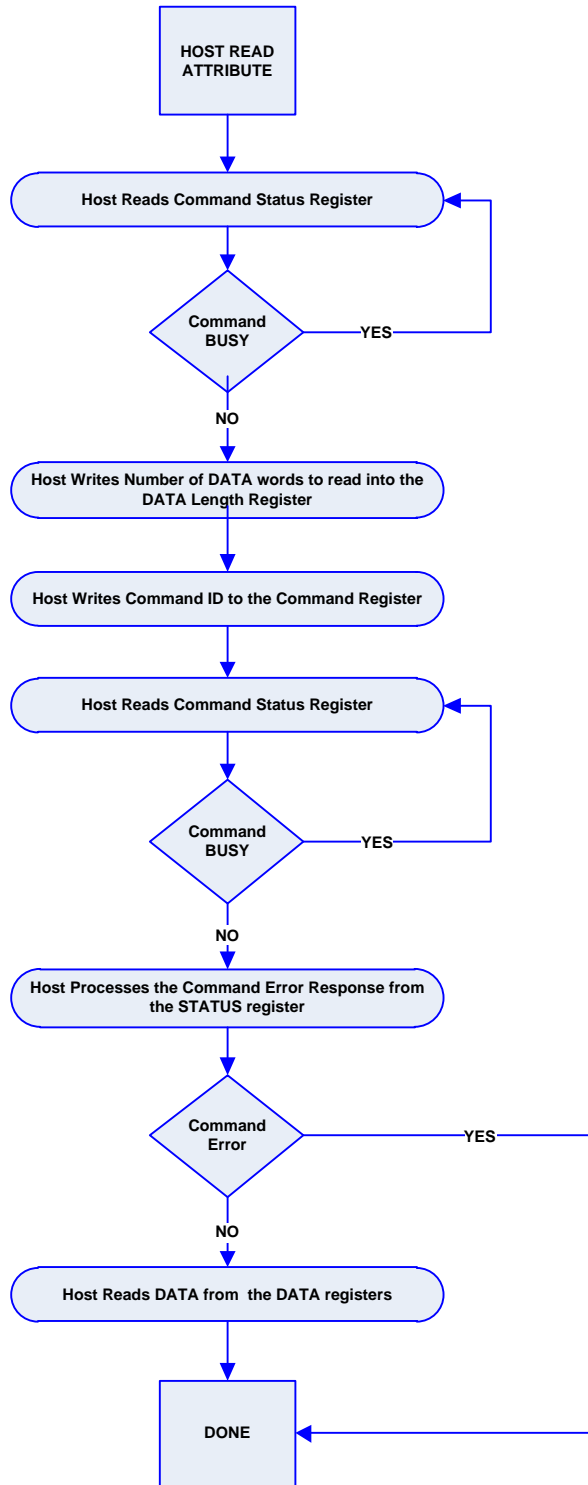 HOST READ
ATTRIBUTE
Host Reads Command Status Register
Command
BUSY
YES
NO
Host Writes Number of DATA words to read into the
DATA Length Register
Host Writes Command ID to the Command Register
Host Reads Command Status Register
Command
BUSY
YES
NO
Host Processes the Command Error Response from
the STATUS register
Command
Error
YES
NO
Host Reads DATA from  the DATA registers
DONE